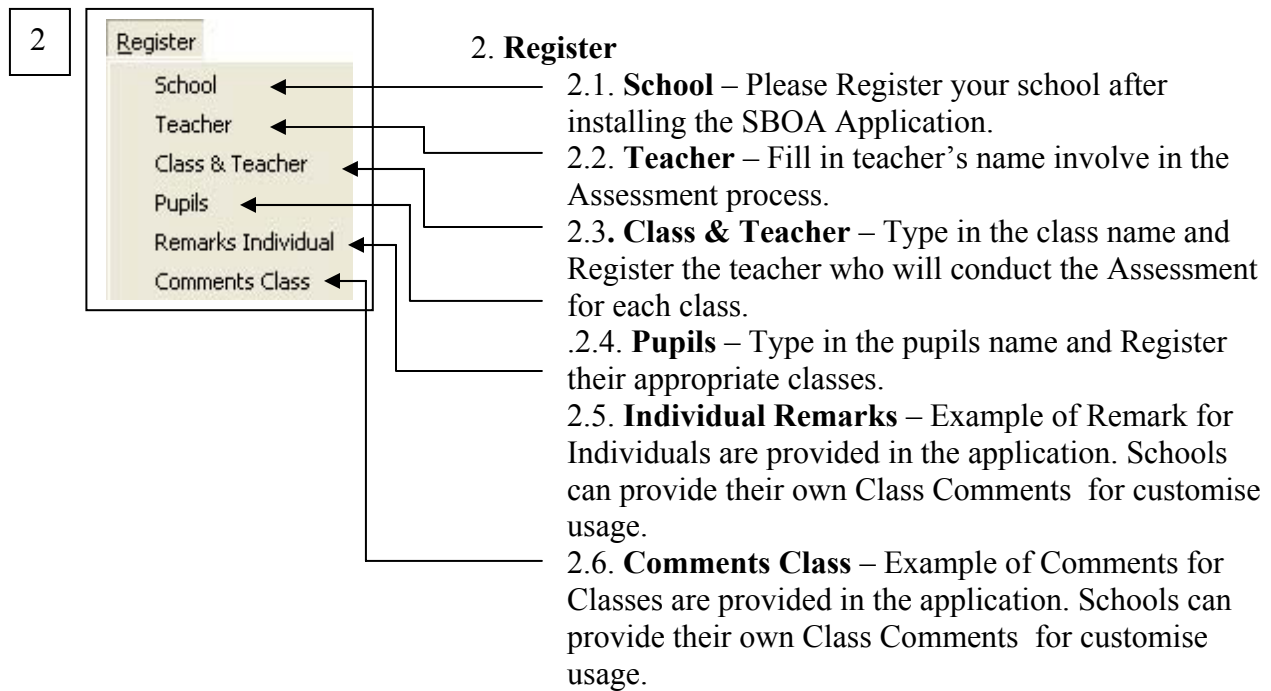 2
Register
School
Teacher
Class & Teacher
Pupils
Remarks Individual
Comments Class
2. Register
2.1. School – Please Register your school after
installing the SBOA Application.
2.2. Teacher – Fill in teacher’s name involve in the
Assessment process.
2.3. Class & Teacher – Type in the class name and
Register the teacher who will conduct the Assessment
for each class.
.2.4. Pupils – Type in the pupils name and Register
their appropriate classes.
2.5. Individual Remarks – Example of Remark for
Individuals are provided in the application. Schools
can provide their own Class Comments for customise
usage.
2.6. Comments Class – Example of Comments for
Classes are provided in the application. Schools can
provide their own Class Comments for customise
usage.